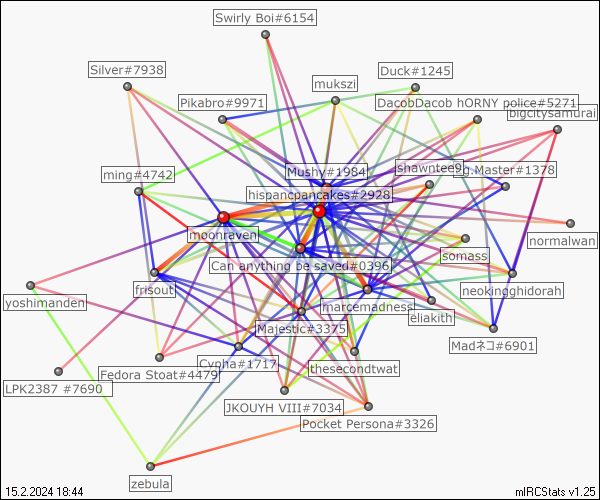 Swirly Boi#6154
Silver#7938
Duck#1245
mukszi
Pikabro#9971
DacobDacob hORNY police#5271
bigcitysamurai
Mushy#1984
shawntee9
Master#1378
ming#4742
hispancpancakes#2928
moonraven
normalwan
somass
Can anything be saved#0396
frisout
neokingghidorah
yoshimanden
marcemadness
eliakith
Majestic#3375
Madネコ#6901
Cypha#1717
thesecondtwat
Fedora Stoat#4479
LPK2387 #7690
JKOUYH VIII#7034
Pocket Persona#3326
zebula
15.2.2024 18:44
mIRCStats v1.25